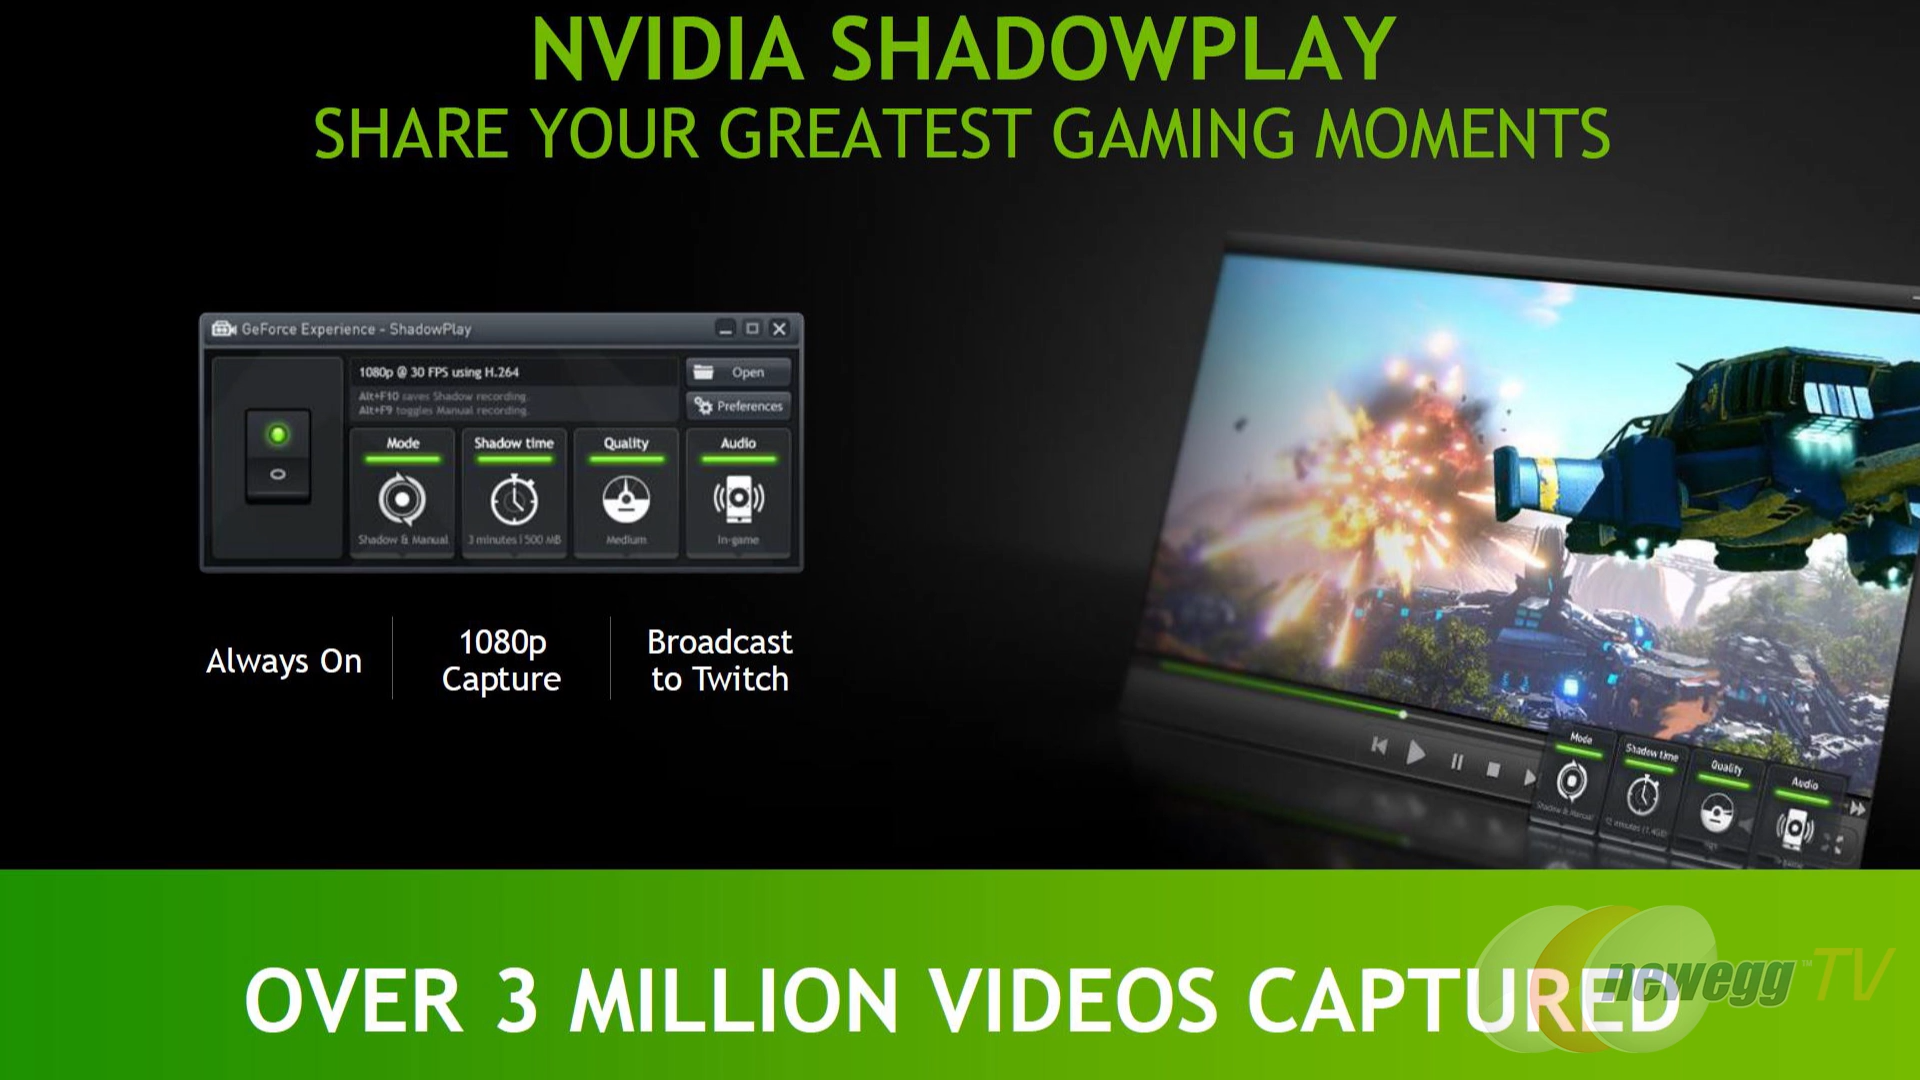 NVIDIA SHADOWPLAY
SHARE YOUR GREATEST GAMING MOMENTS
GeForce Experience - ShadowPlay
1080p @ 30 FPS using H.264
Open
Alt+F10 saves Shadow recording.
Alt+F9 toggles Manual recording.
Preferences
Mode
Shadow time
Quality
Audio
Shadow & Manual
3 minutes | 500 MB
Medium
In-game
Always On
1080p
Capture
Broadcast
to Twitch
Mode
Shadow time
Quality
Audio
Shadow & Manual
OVER 3 MILLION VIDEOS CAPTURED
newegg™ TV